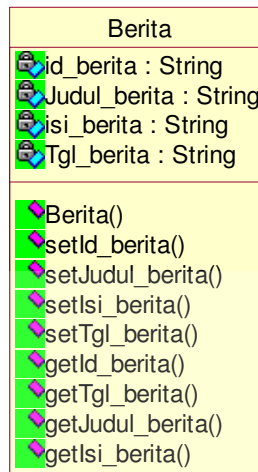 Berita
id_berita : String
Judul_berita : String
isi_berita : String
Tgl_berita : String
Berita()
setId_berita()
setJudul_berita()
setIsi_berita()
setTgl_berita()
getId_berita()
getTgl_berita()
getJudul_berita()
getIsi_berita()